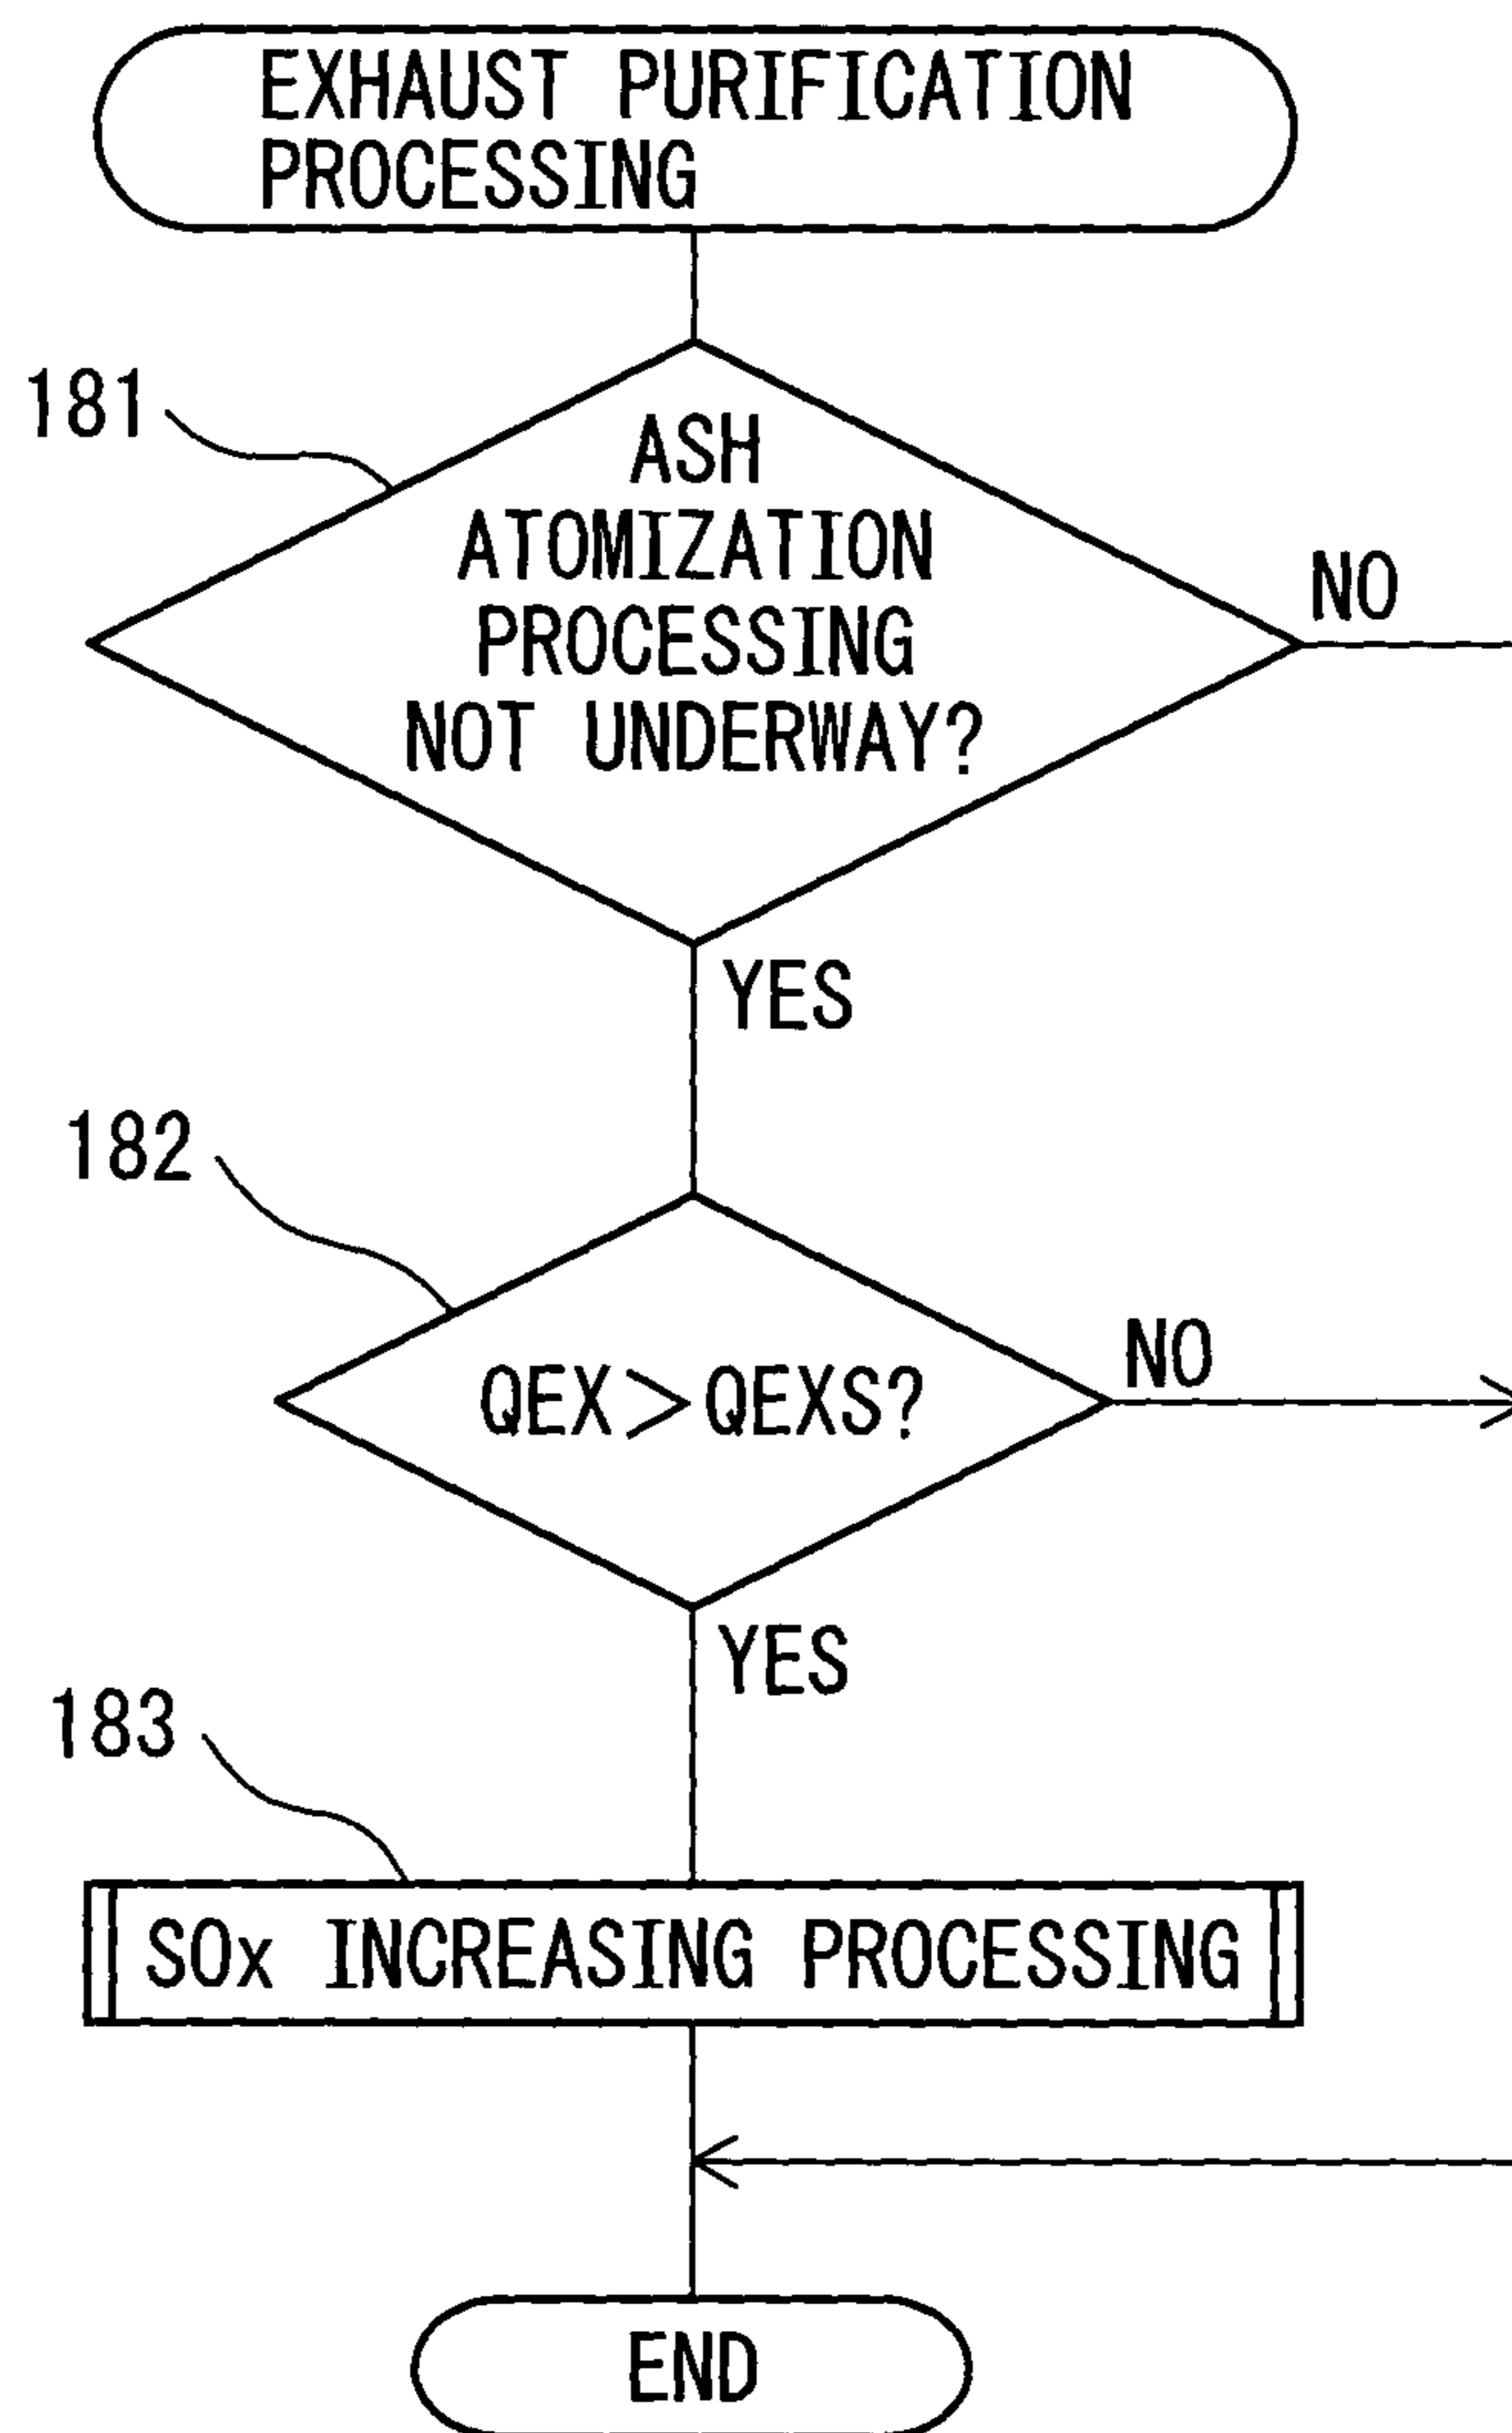 EXHAUST PURIFICATION
PROCESSING
181
ASH
ATOMIZATION
PROCESSING
NOT UNDERWAY?
NO
YES
182
QEX>QEXS?
NO
YES
183
SOx INCREASING PROCESSING
END